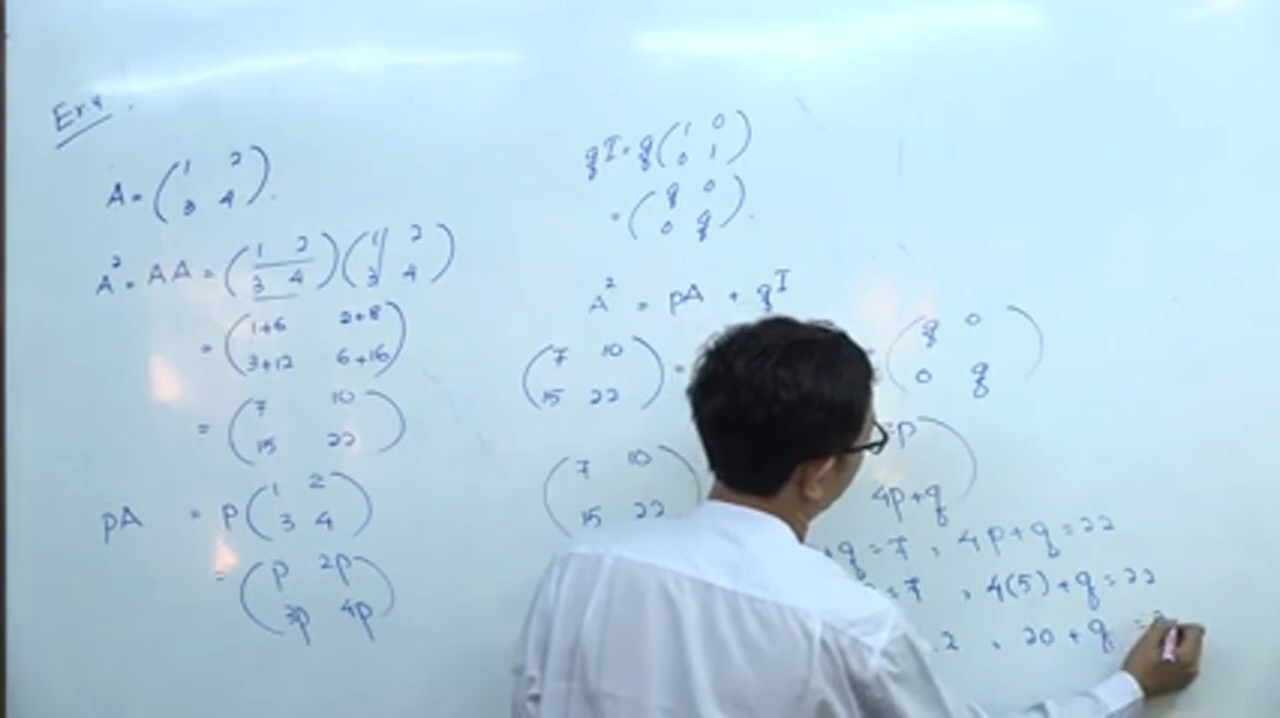 Ex.4.
A = ( 1 2
3 4 ).
A² = AA = ( 1 2
3 4 ) ( 1 2
3 4 )
= ( 1+6 2+8
3+12 6+16 )
= ( 7 10
15 22 )
pA = p ( 1 2
3 4 )
= ( p 2p
3p 4p )
qI = q ( 1 0
0 1 )
= ( q 0
0 q ).
A² = pA + qI
( 7 10
15 22 ) = ( q 0
0 q )
( 7 10
15 22 p
4p+q )
+q = 7 , 4p+q = 22
= 7 , 4(5) + q = 22
2 , 20 + q =